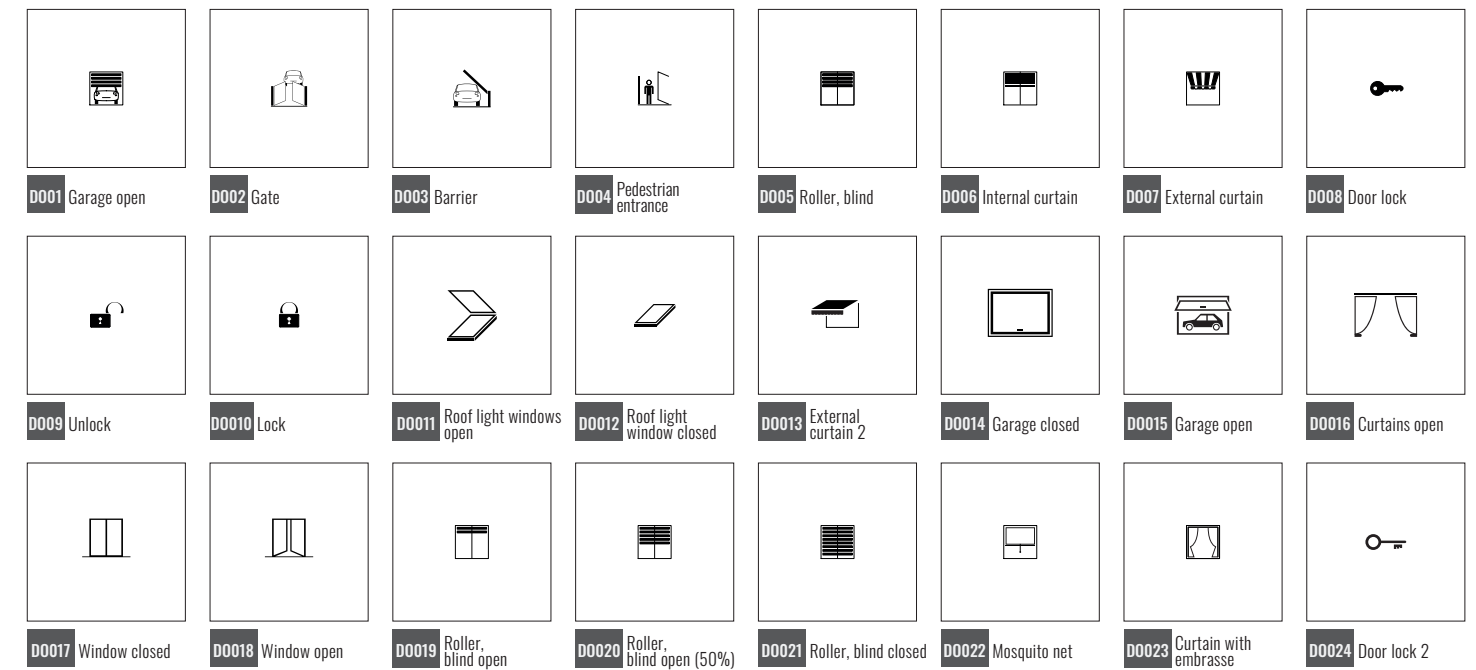 D001 Garage open
D002 Gate
D003 Barrier
D004 Pedestrian
entrance
D005 Roller, blind
D006 Internal curtain
D007 External curtain
D008 Door lock
D009 Unlock
D0010 Lock
D0011 Roof light windows
open
D0012 Roof light
window closed
D0013 External
curtain 2
D0014 Garage closed
D0015 Garage open
D0016 Curtains open
D0017 Window closed
D0018 Window open
D0019 Roller,
blind open
D0020 Roller,
blind open (50%)
D0021 Roller, blind closed
D0022 Mosquito net
D0023 Curtain with
embrasse
D0024 Door lock 2